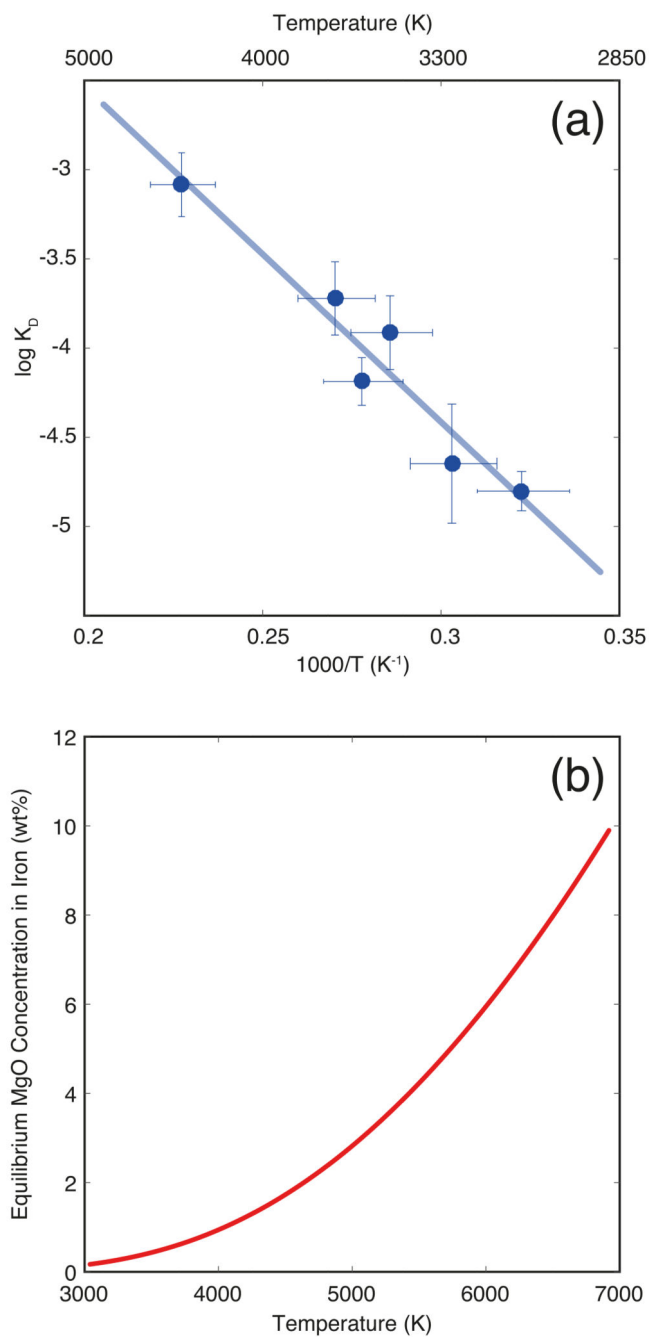 Temperature (K)
5000 4000 3300 2850
(a)
-3
-3.5
-4
-4.5
-5
log K_D
0.2 0.25 0.3 0.35
1000/T (K⁻¹)
(b)
12
10
8
6
4
2
0
Equilibrium MgO Concentration in Iron (wt%)
3000 4000 5000 6000 7000
Temperature (K)